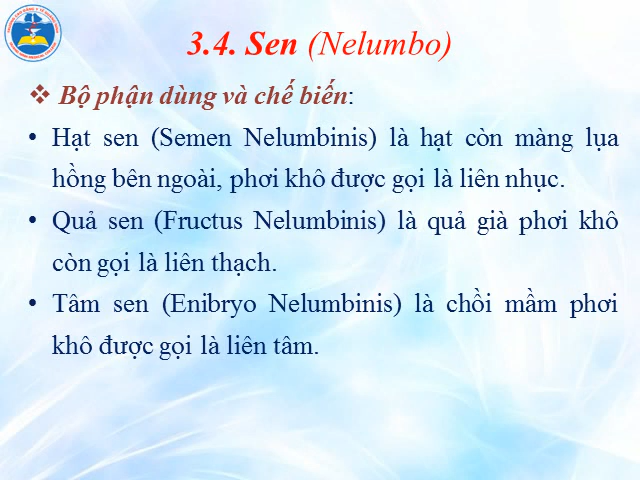 3.4. Sen (Nelumbo)
❖ Bộ phận dùng và chế biến:
• Hạt sen (Semen Nelumbinis) là hạt còn màng lụa
hồng bên ngoài, phơi khô được gọi là liên nhục.
• Quả sen (Fructus Nelumbinis) là quả già phơi khô
còn gọi là liên thạch.
• Tâm sen (Enibryo Nelumbinis) là chồi mầm phơi
khô được gọi là liên tâm.